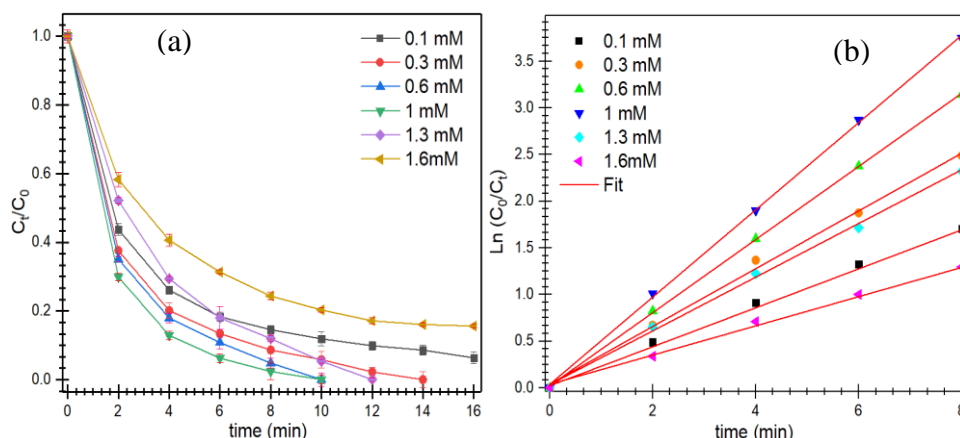 (a)
0.1 mM
0.3 mM
0.6 mM
1 mM
1.3 mM
1.6mM
1.0
0.8
0.6
0.4
0.2
0.0
Ct/C0
0 2 4 6 8 10 12 14 16
time (min)
(b)
0.1 mM
0.3 mM
0.6 mM
1 mM
1.3 mM
1.6mM
Fit
3.5
3.0
2.5
2.0
1.5
1.0
0.5
0.0
Ln (C0/Ct)
0 2 4 6 8
time (min)